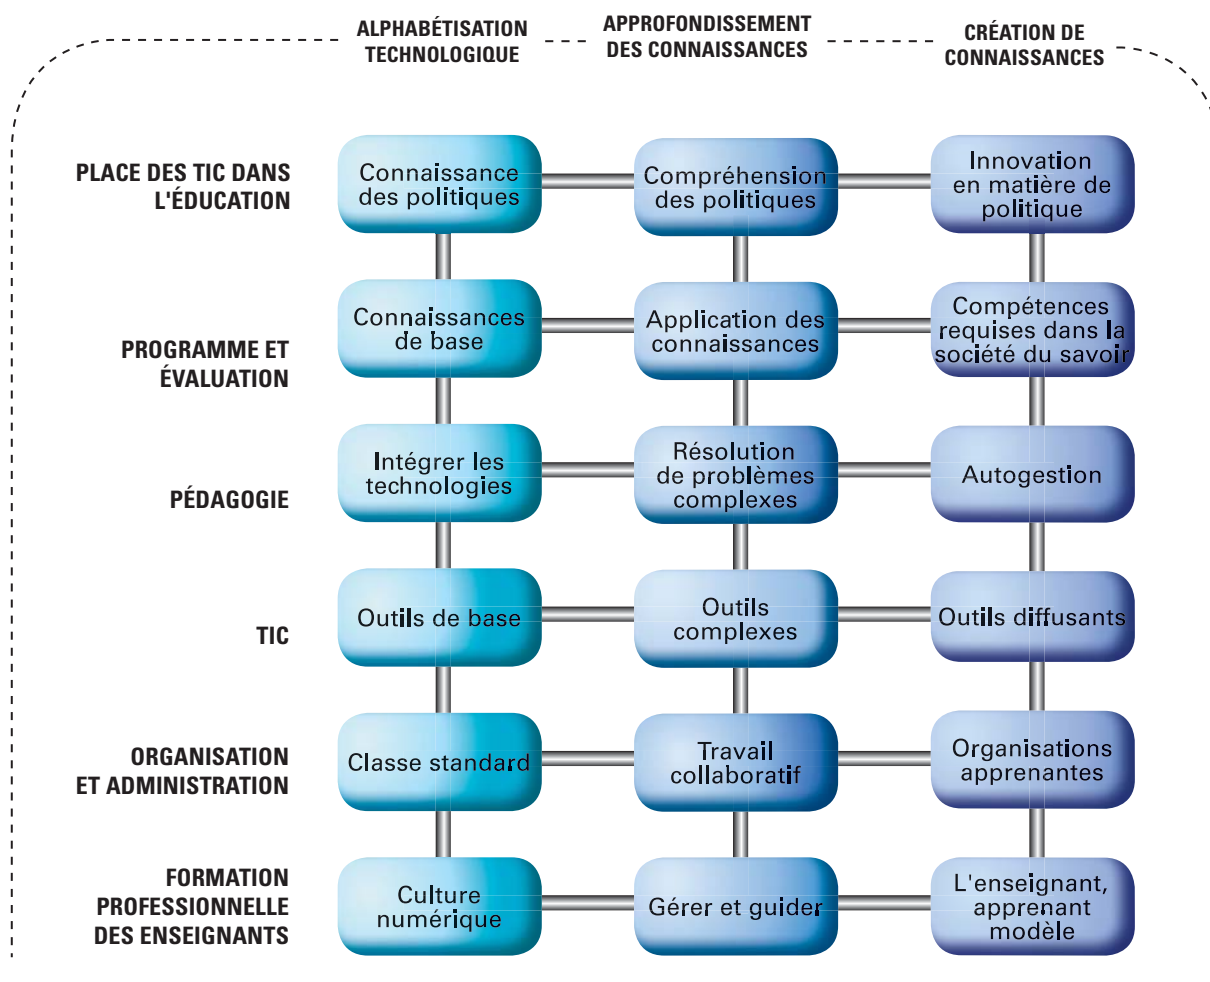 ALPHABÉTISATION
TECHNOLOGIQUE
APPROFONDISSEMENT
DES CONNAISSANCES
CRÉATION DE
CONNAISSANCES
PLACE DES TIC DANS
L'ÉDUCATION
Connaissance
des politiques
Compréhension
des politiques
Innovation
en matière de
politique
PROGRAMME ET
ÉVALUATION
Connaissances
de base
Application des
connaissances
Compétences
requises dans la
société du savoir
PÉDAGOGIE
Intégrer les
technologies
Résolution
de problèmes
complexes
Autogestion
TIC
Outils de base
Outils
complexes
Outils diffusants
ORGANISATION
ET ADMINISTRATION
Classe standard
Travail
collaboratif
Organisations
apprenantes
FORMATION
PROFESSIONNELLE
DES ENSEIGNANTS
Culture
numérique
Gérer et guider
L'enseignant,
apprenant
modèle